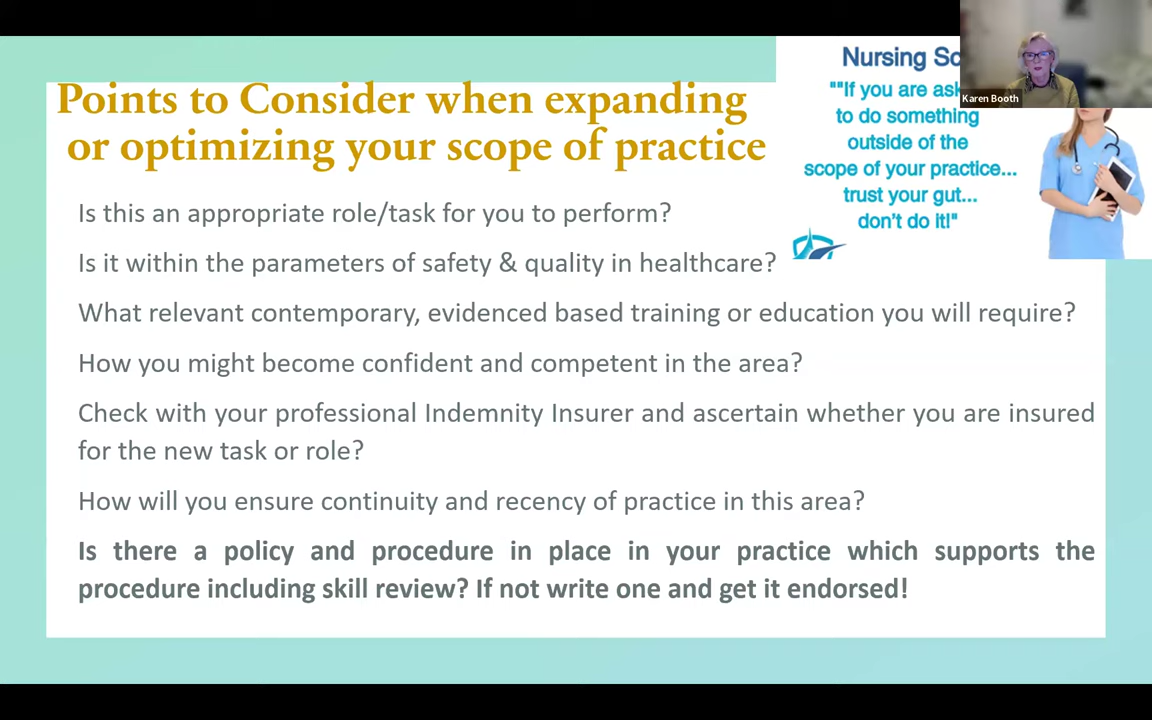 Points to Consider when expanding
or optimizing your scope of practice
Is this an appropriate role/task for you to perform?
Is it within the parameters of safety & quality in healthcare?
What relevant contemporary, evidenced based training or education you will require?
How you might become confident and competent in the area?
Check with your professional Indemnity Insurer and ascertain whether you are insured
for the new task or role?
How will you ensure continuity and recency of practice in this area?
Is there a policy and procedure in place in your practice which supports the
procedure including skill review? If not write one and get it endorsed!
Nursing
""If you are
to do something
outside of the
scope of your practice...
trust your gut...
don't do it!"
Karen Booth